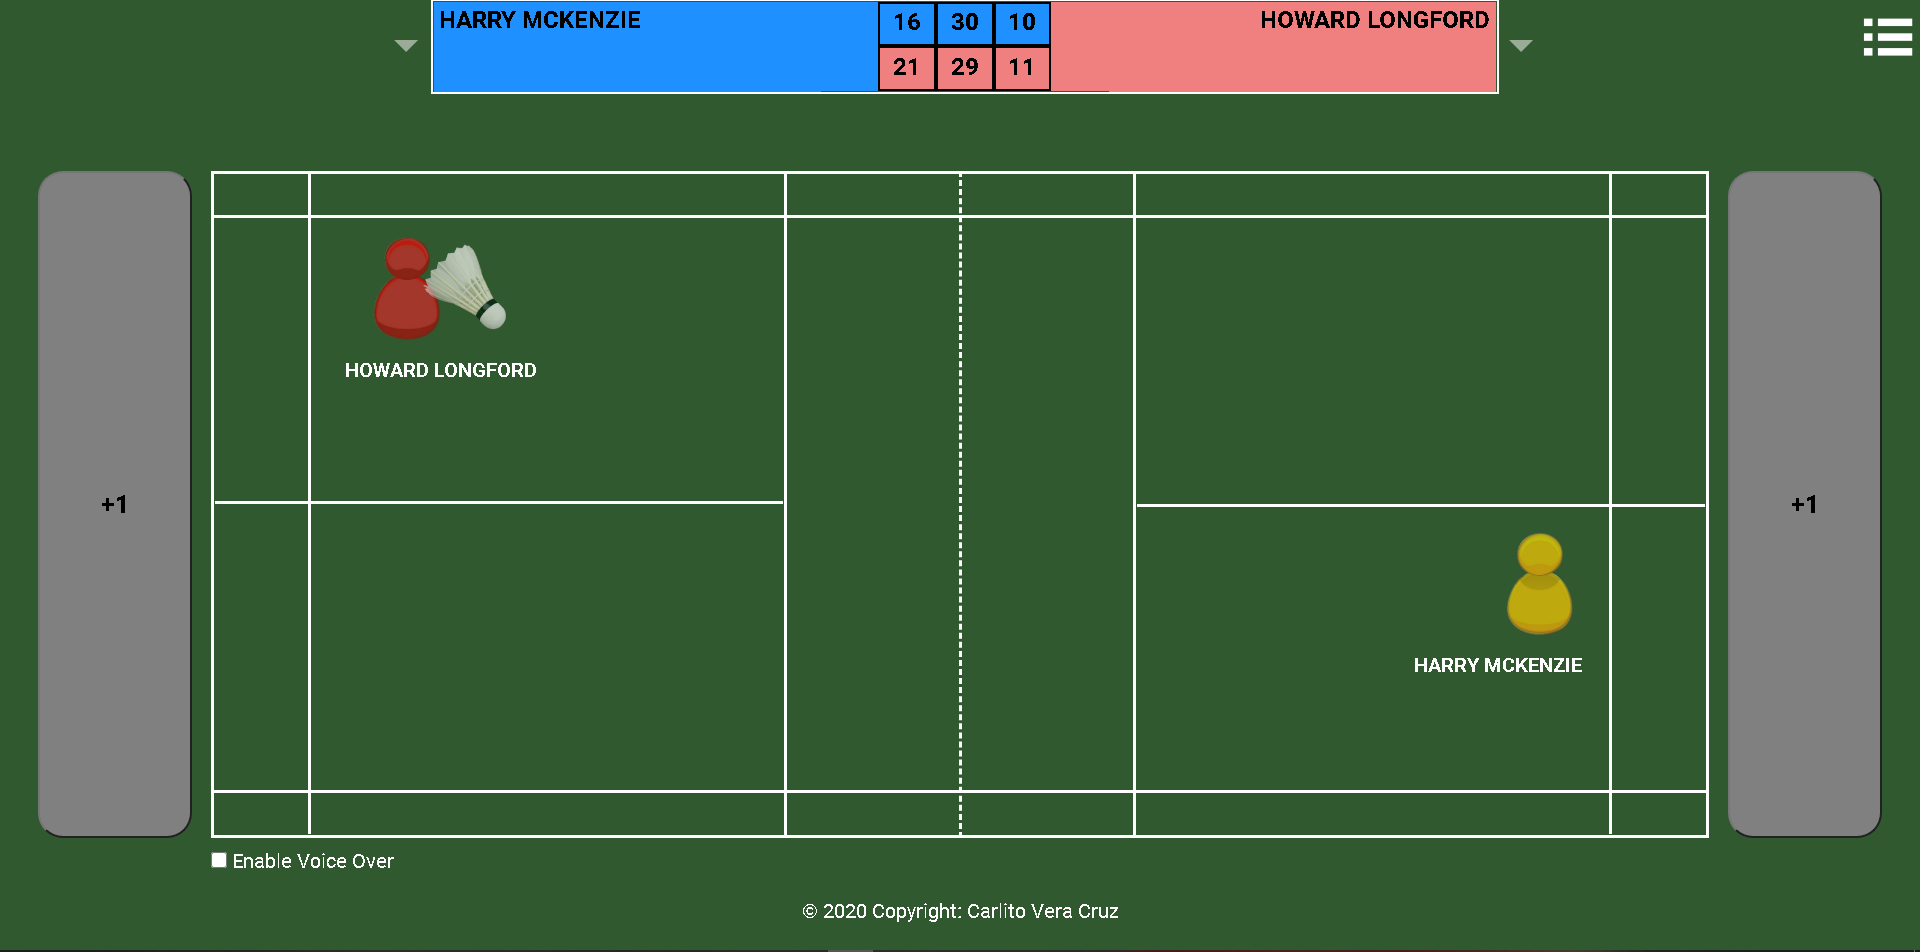 HARRY MCKENZIE 16 30 10 HOWARD LONGFORD
21 29 11
HOWARD LONGFORD
+1
+1
HARRY MCKENZIE
Enable Voice Over
© 2020 Copyright: Carlito Vera Cruz